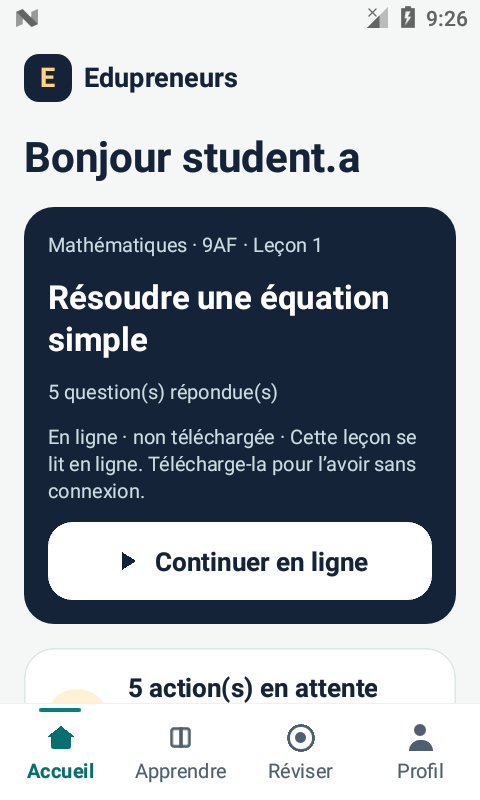 9:26
E Edupreneurs
Bonjour student.a
Mathématiques · 9AF · Leçon 1
Résoudre une équation
simple
5 question(s) répondue(s)
En ligne · non téléchargée · Cette leçon se
lit en ligne. Télécharge-la pour l’avoir sans
connexion.
Continuer en ligne
5 action(s) en attente
Accueil
Apprendre
Réviser
Profil